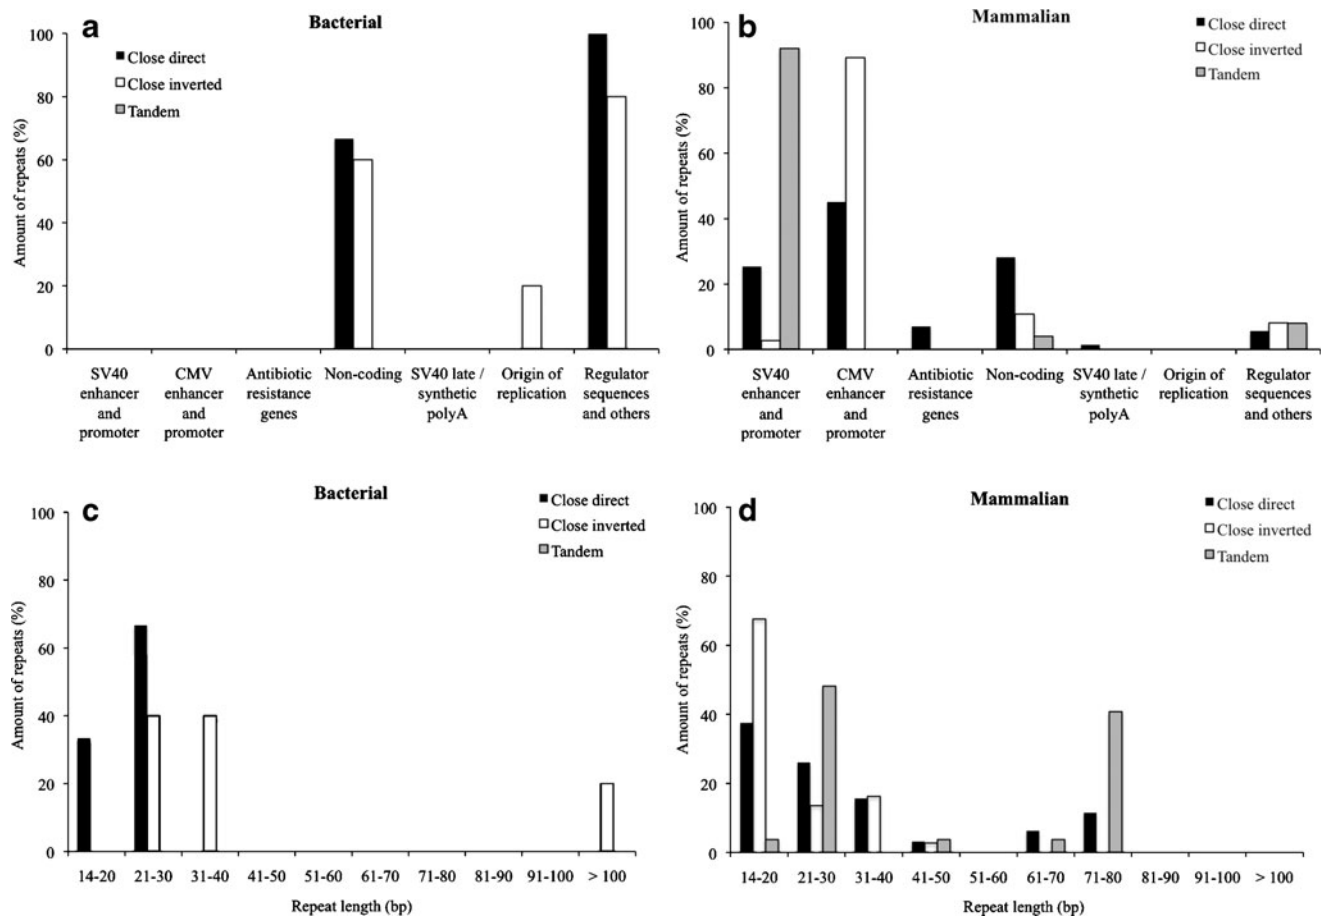 a
Bacterial
Close direct
Close inverted
Tandem
Amount of repeats (%)
100
80
60
40
20
0
SV40 enhancer and promoter
CMV enhancer and promoter
Antibiotic resistance genes
Non-coding
SV40 late / synthetic polyA
Origin of replication
Regulator sequences and others
b
Mammalian
Close direct
Close inverted
Tandem
Amount of repeats (%)
100
80
60
40
20
0
SV40 enhancer and promoter
CMV enhancer and promoter
Antibiotic resistance genes
Non-coding
SV40 late / synthetic polyA
Origin of replication
Regulator sequences and others
c
Bacterial
Close direct
Close inverted
Tandem
Amount of repeats (%)
100
80
60
40
20
0
14-20 21-30 31-40 41-50 51-60 61-70 71-80 81-90 91-100 > 100
Repeat length (bp)
d
Mammalian
Close direct
Close inverted
Tandem
Amount of repeats (%)
100
80
60
40
20
0
14-20 21-30 31-40 41-50 51-60 61-70 71-80 81-90 91-100 > 100
Repeat length (bp)